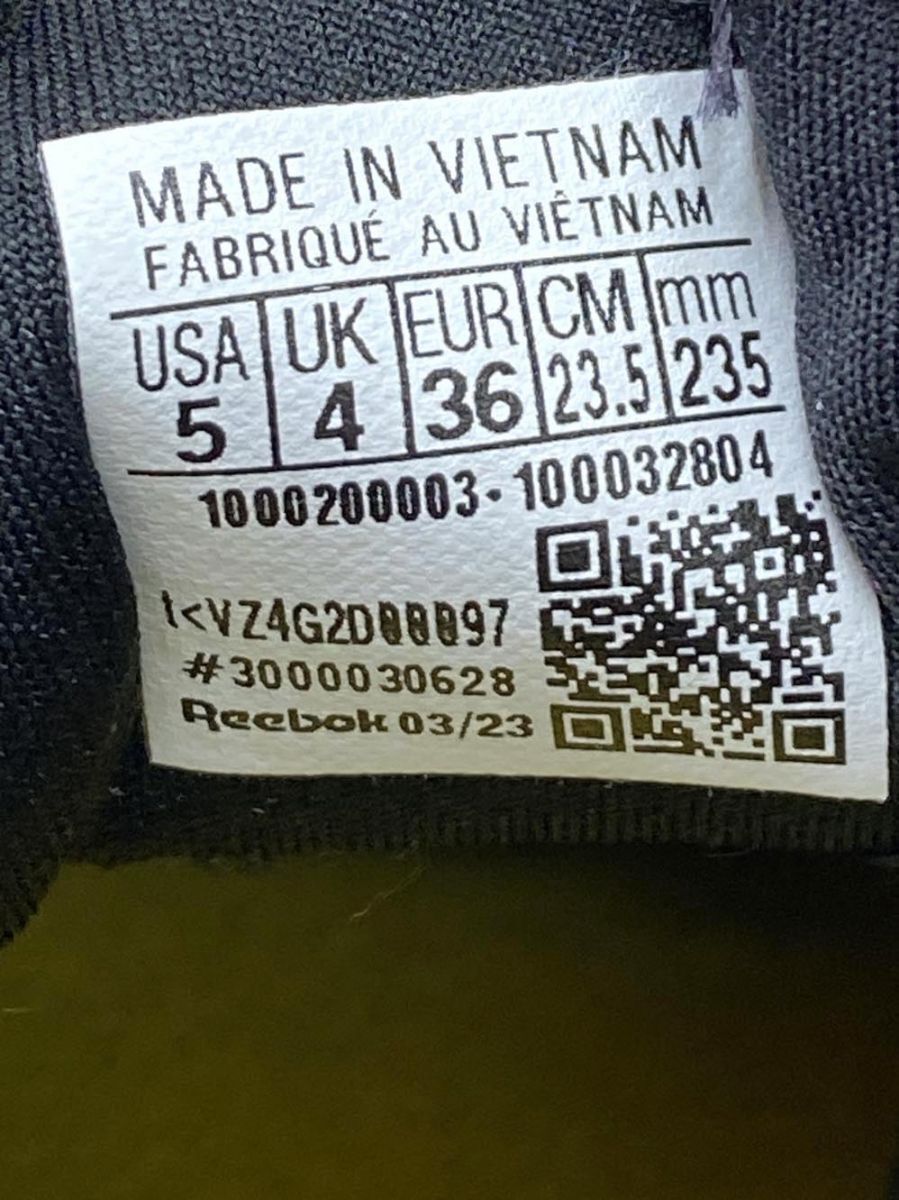 MADE IN VIETNAM
FABRIQUÉ AU VIÊTNAM
USA UK EUR CM mm
5 4 36 23.5 235
1000200003-100032804
1<VZ4G2D00097
#3000030628
Reebok 03/23